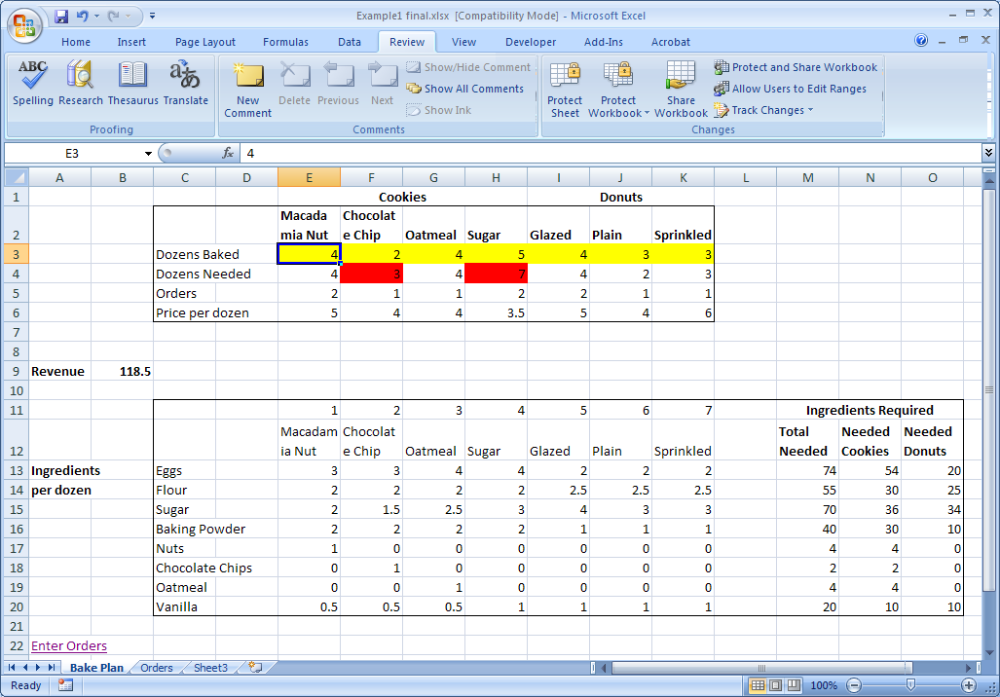 Example1 final.xlsx [Compatibility Mode] - Microsoft Excel
Home Insert Page Layout Formulas Data Review View Developer Add-Ins Acrobat
ABC
Spelling Research Thesaurus Translate
Proofing
New Comment Delete Previous Next
Show/Hide Comment
Show All Comments
Show Ink
Comments
Protect Sheet Protect Workbook Share Workbook
Protect and Share Workbook
Allow Users to Edit Ranges
Track Changes
Changes
E3 fx 4
A B C D E F G H I J K L M N O
1 Cookies Donuts
2 Macada mia Nut Chocolat e Chip Oatmeal Sugar Glazed Plain Sprinkled
3 Dozens Baked 4 2 4 5 4 3 3
4 Dozens Needed 4 3 4 7 4 2 3
5 Orders 2 1 1 2 2 1 1
6 Price per dozen 5 4 4 3.5 5 4 6
7
8
9 Revenue 118.5
10
11 1 2 3 4 5 6 7 Ingredients Required
12 Macadam ia Nut Chocolat e Chip Oatmeal Sugar Glazed Plain Sprinkled Total Needed Needed Cookies Needed Donuts
13 Ingredients Eggs 3 3 4 4 2 2 2 74 54 20
14 per dozen Flour 2 2 2 2 2.5 2.5 2.5 55 30 25
15 Sugar 2 1.5 2.5 3 4 3 3 70 36 34
16 Baking Powder 2 2 2 2 1 1 1 40 30 10
17 Nuts 1 0 0 0 0 0 0 4 4 0
18 Chocolate Chips 0 1 0 0 0 0 0 2 2 0
19 Oatmeal 0 0 1 0 0 0 0 4 4 0
20 Vanilla 0.5 0.5 0.5 1 1 1 1 20 10 10
21
22 Enter Orders
Bake Plan Orders Sheet3
Ready 100%